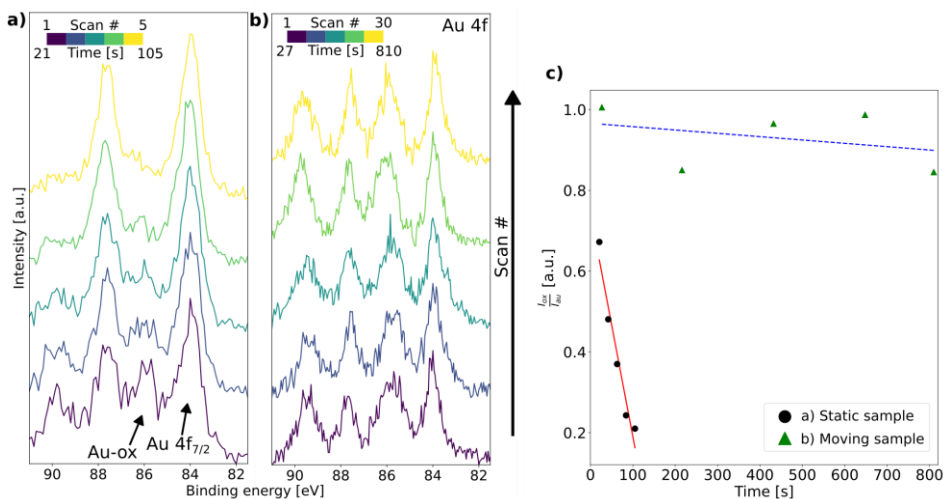 a)
1 Scan # 5
21 Time [s] 105
b)
1 Scan # 30
27 Time [s] 810
Au 4f
Intensity [a.u.]
Au-ox
Au 4f7/2
90 88 86 84 82
90 88 86 84 82
Binding energy [eV]
Scan #
c)
1.0
0.8
0.6
0.4
0.2
Iox/Iau [a.u.]
a) Static sample
b) Moving sample
0 100 200 300 400 500 600 700 800
Time [s]